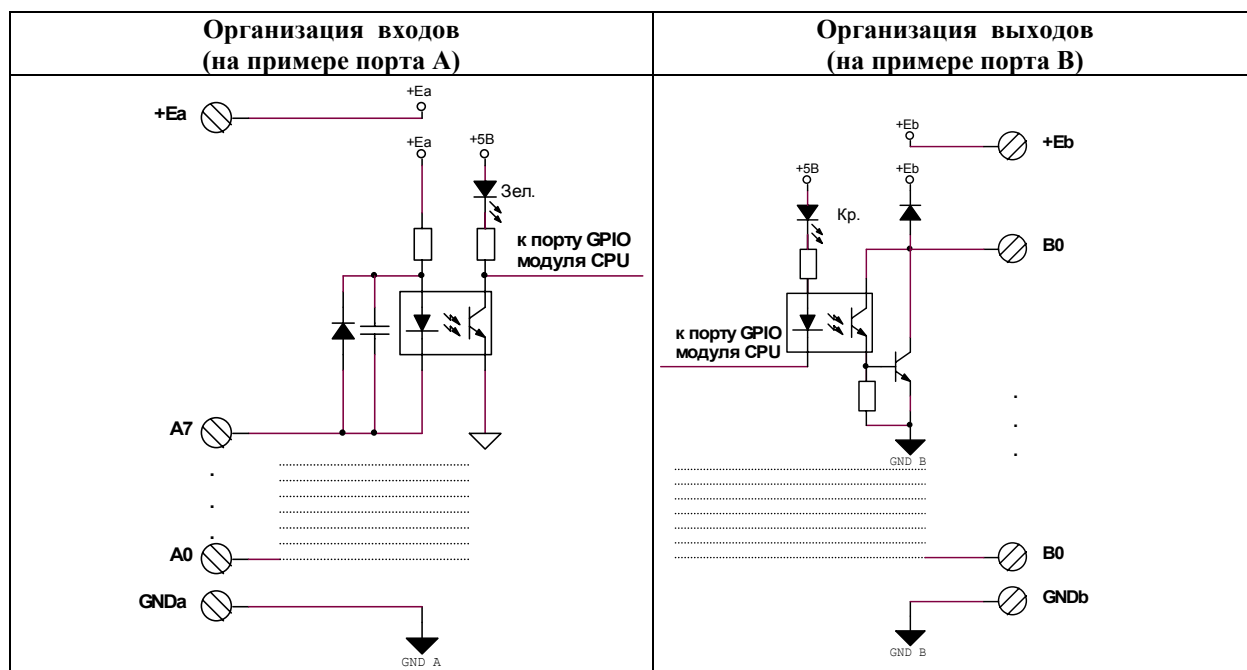 Организация входов
(на примере порта А)
+Ea
+Ea
+Ea
+5В
Зел.
к порту GPIO
модуля CPU
A7
.
.
.
A0
GNDa
GND A
Организация выходов
(на примере порта В)
+Eb
+Eb
+5В
+Eb
Кр.
B0
к порту GPIO
модуля CPU
.
.
.
GND B
B0
GNDb
GND B